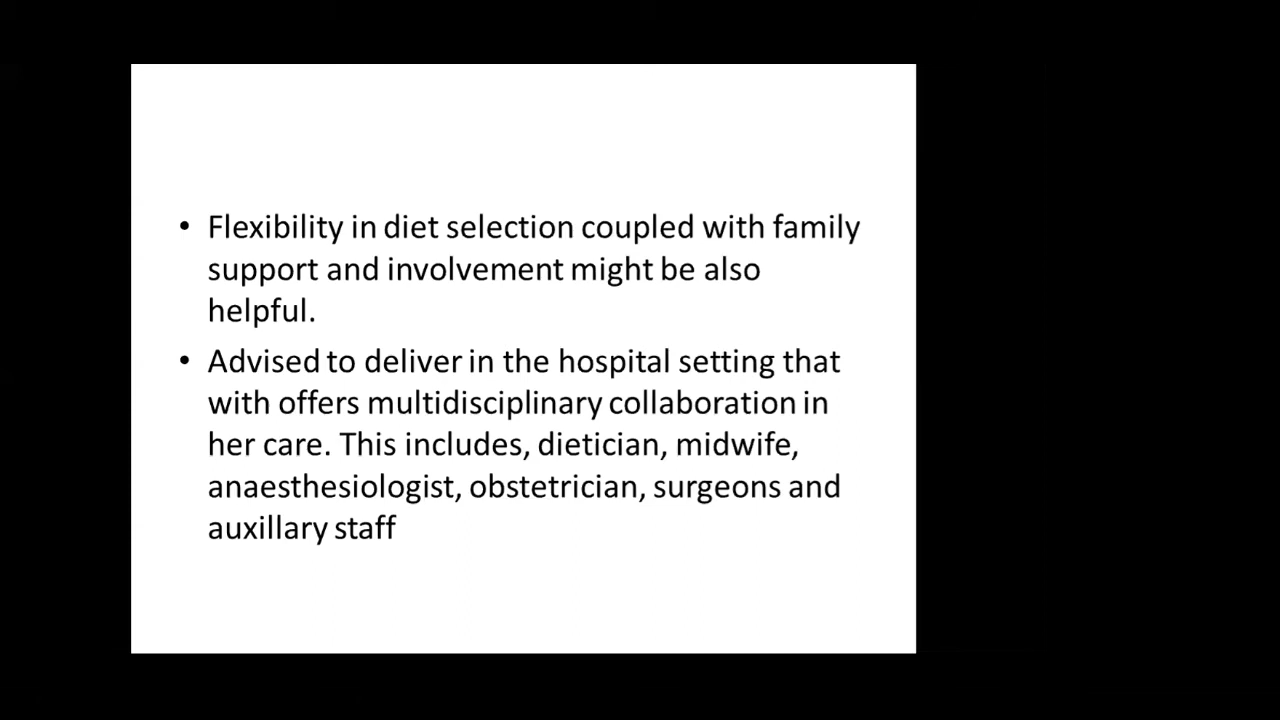 • Flexibility in diet selection coupled with family
support and involvement might be also
helpful.
• Advised to deliver in the hospital setting that
with offers multidisciplinary collaboration in
her care. This includes, dietician, midwife,
anaesthesiologist, obstetrician, surgeons and
auxillary staff